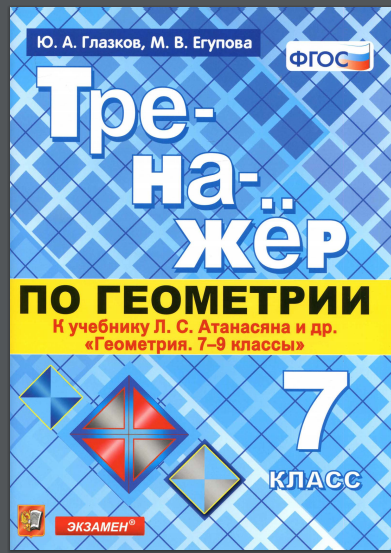 Ю. А. Глазков, М. В. Егупова
ФГОС
Тре-
на-
жёр
ПО ГЕОМЕТРИИ
К учебнику Л. С. Атанасяна и др.
«Геометрия. 7–9 классы»
7
КЛАСС
ЭКЗАМЕН®